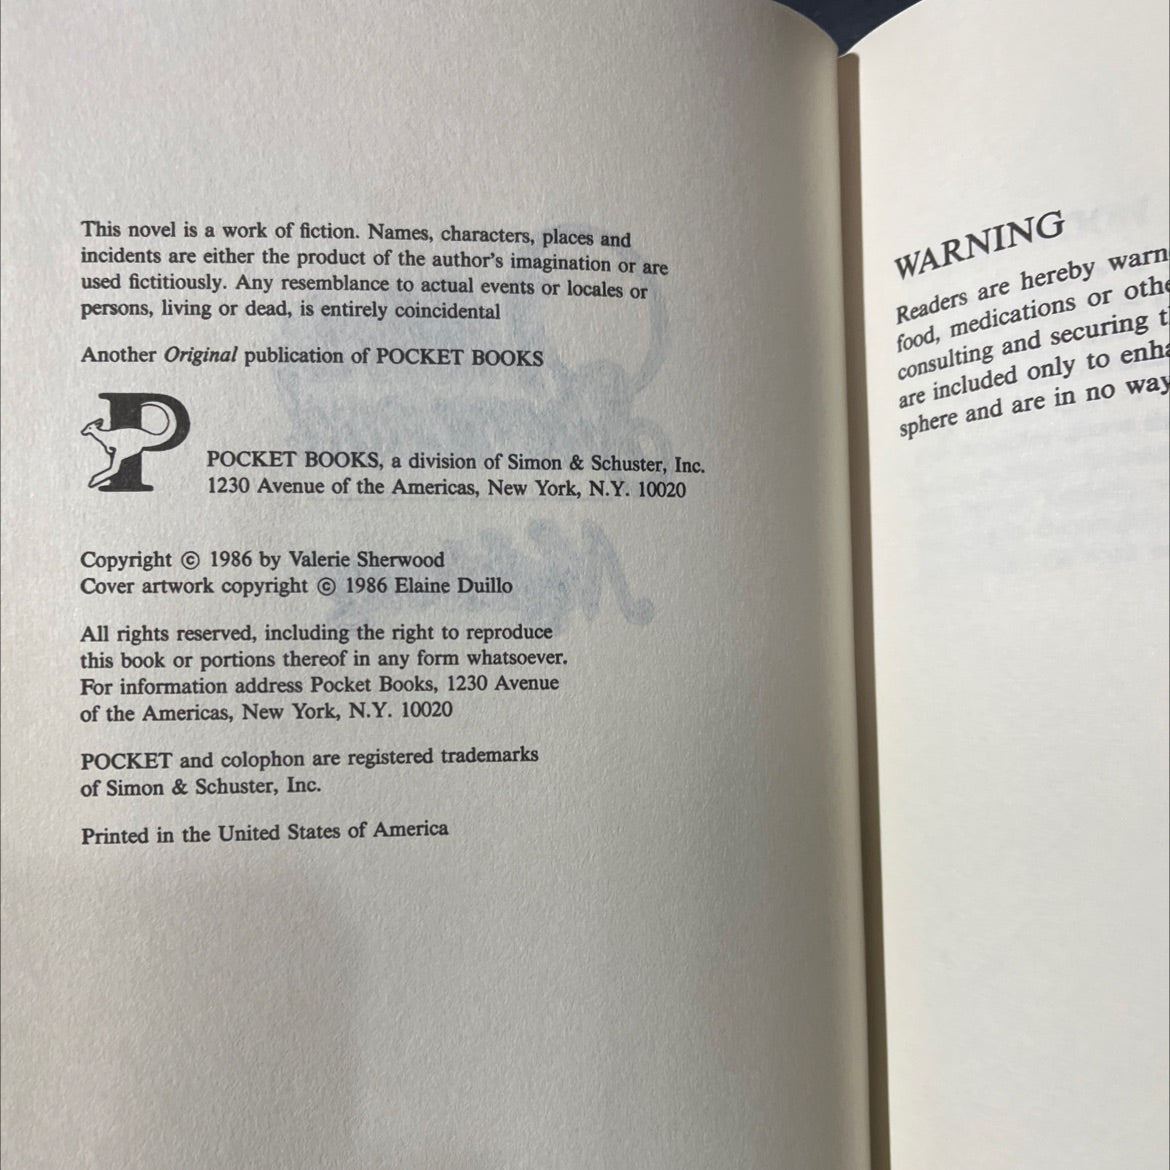 This novel is a work of fiction. Names, characters, places and
incidents are either the product of the author's imagination or are
used fictitiously. Any resemblance to actual events or locales or
persons, living or dead, is entirely coincidental
Another Original publication of POCKET BOOKS
P
POCKET BOOKS, a division of Simon & Schuster, Inc.
1230 Avenue of the Americas, New York, N.Y. 10020
Copyright © 1986 by Valerie Sherwood
Cover artwork copyright © 1986 Elaine Duillo
All rights reserved, including the right to reproduce
this book or portions thereof in any form whatsoever.
For information address Pocket Books, 1230 Avenue
of the Americas, New York, N.Y. 10020
POCKET and colophon are registered trademarks
of Simon & Schuster, Inc.
Printed in the United States of America
WARNING
Readers are hereby warn
food, medications or othe
consulting and securing t
are included only to enha
sphere and are in no way